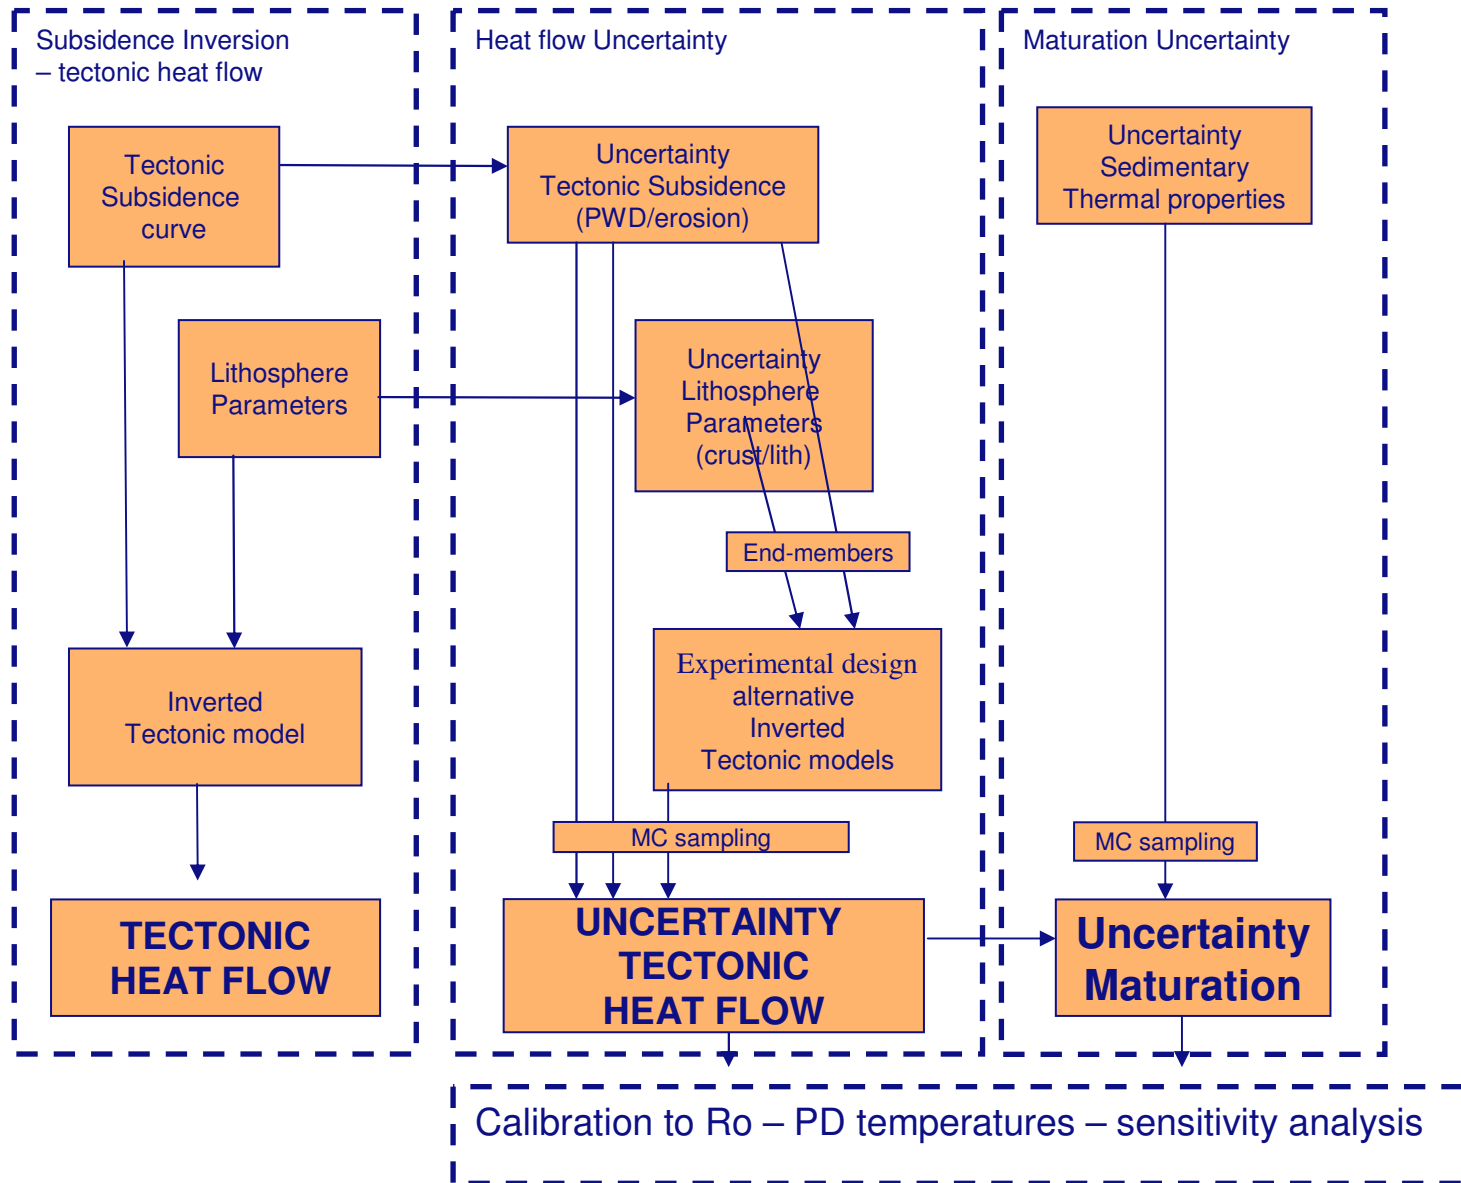 Subsidence Inversion
– tectonic heat flow
Tectonic
Subsidence
curve
Lithosphere
Parameters
Inverted
Tectonic model
TECTONIC
HEAT FLOW
Heat flow Uncertainty
Uncertainty
Tectonic Subsidence
(PWD/erosion)
Uncertainty
Lithosphere
Parameters
(crust/lith)
End-members
Experimental design
alternative
Inverted
Tectonic models
MC sampling
UNCERTAINTY
TECTONIC
HEAT FLOW
Maturation Uncertainty
Uncertainty
Sedimentary
Thermal properties
MC sampling
Uncertainty
Maturation
Calibration to Ro – PD temperatures – sensitivity analysis